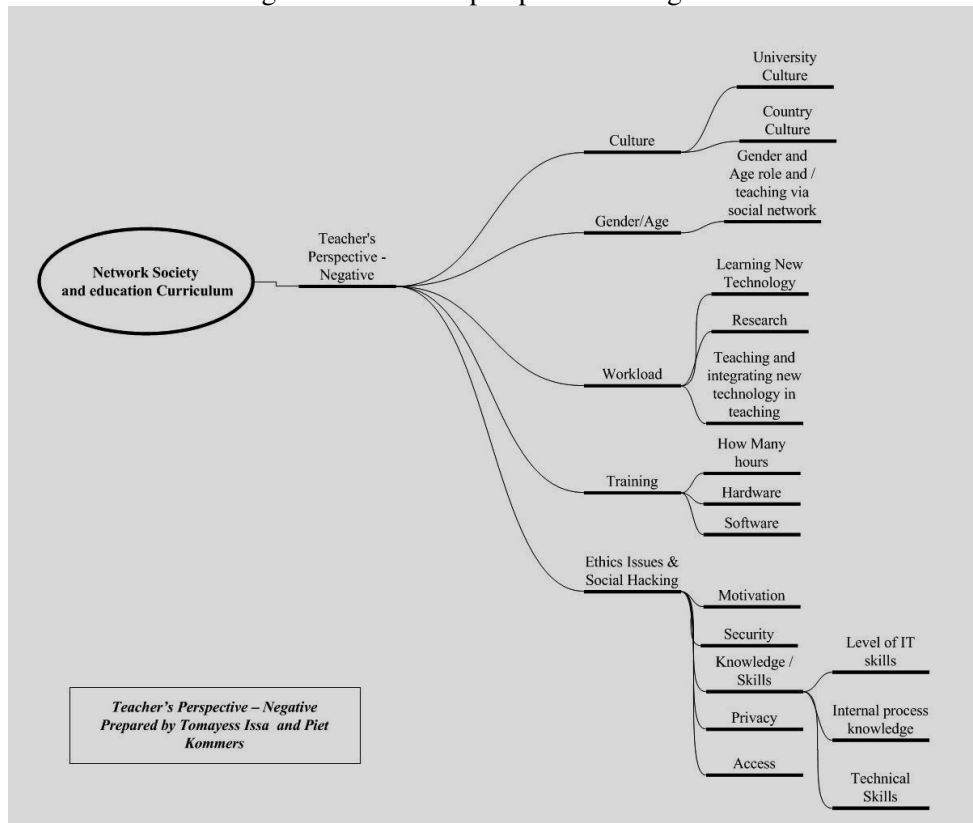 University
Culture
Country
Culture
Culture
Gender and
Age role and /
teaching via
social network
Gender/Age
Teacher's
Perspective -
Negative
Network Society
and education Curriculum
Learning New
Technology
Research
Workload
Teaching and
integrating new
technology in
teaching
How Many
hours
Training
Hardware
Software
Ethics Issues &
Social Hacking
Motivation
Security
Knowledge /
Skills
Level of IT
skills
Internal process
knowledge
Privacy
Access
Technical
Skills
Teacher's Perspective – Negative
Prepared by Tomayess Issa and Piet
Kommers